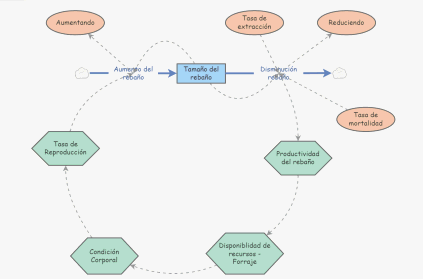 Aumentando
Tasa de
extracción
Reduciendo
Aumento del
rebaño
Tamaño del
rebaño
Disminución
rebaño
Tasa de
mortalidad
Tasa de
Reproducción
Productividad
del rebaño
Condición
Corporal
Disponiblidad de
recursos -
Forraje